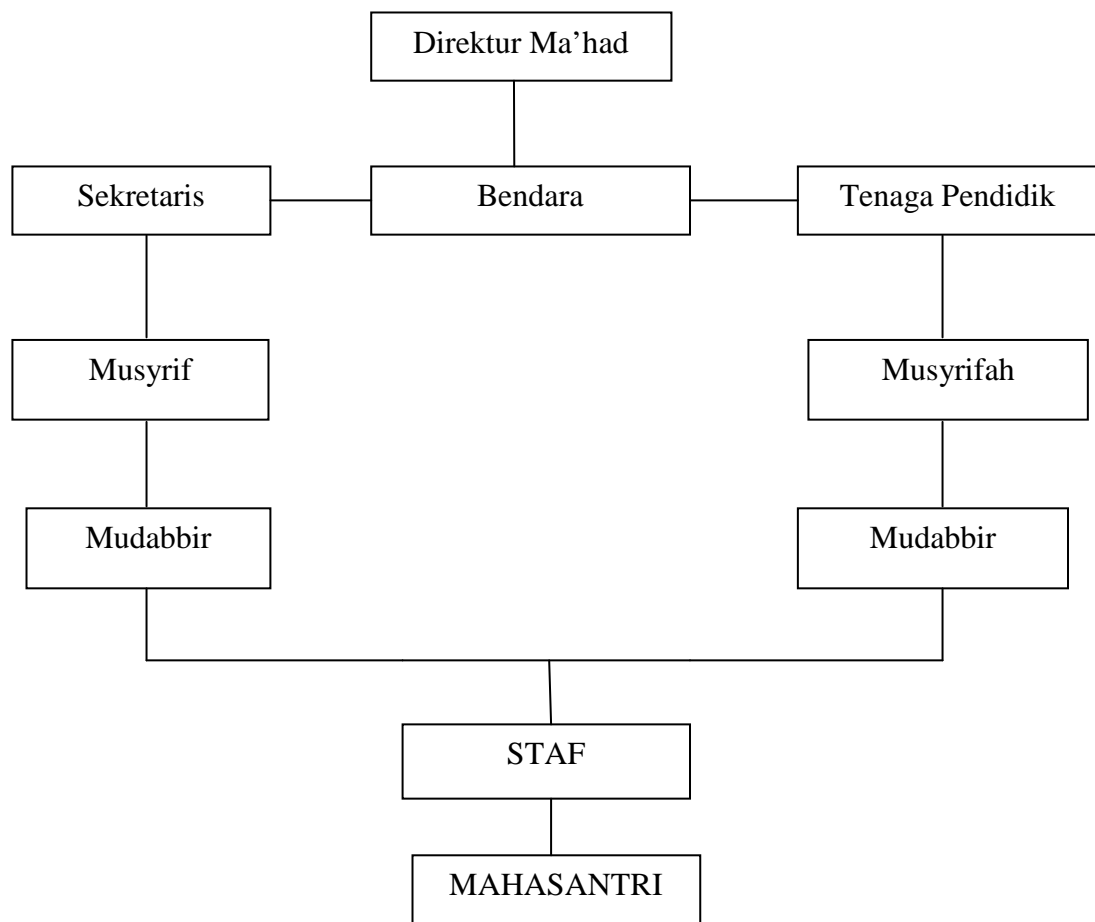 Direktur Ma’had
Sekretaris
Bendara
Tenaga Pendidik
Musyrif
Musyrifah
Mudabbir
Mudabbir
STAF
MAHASANTRI